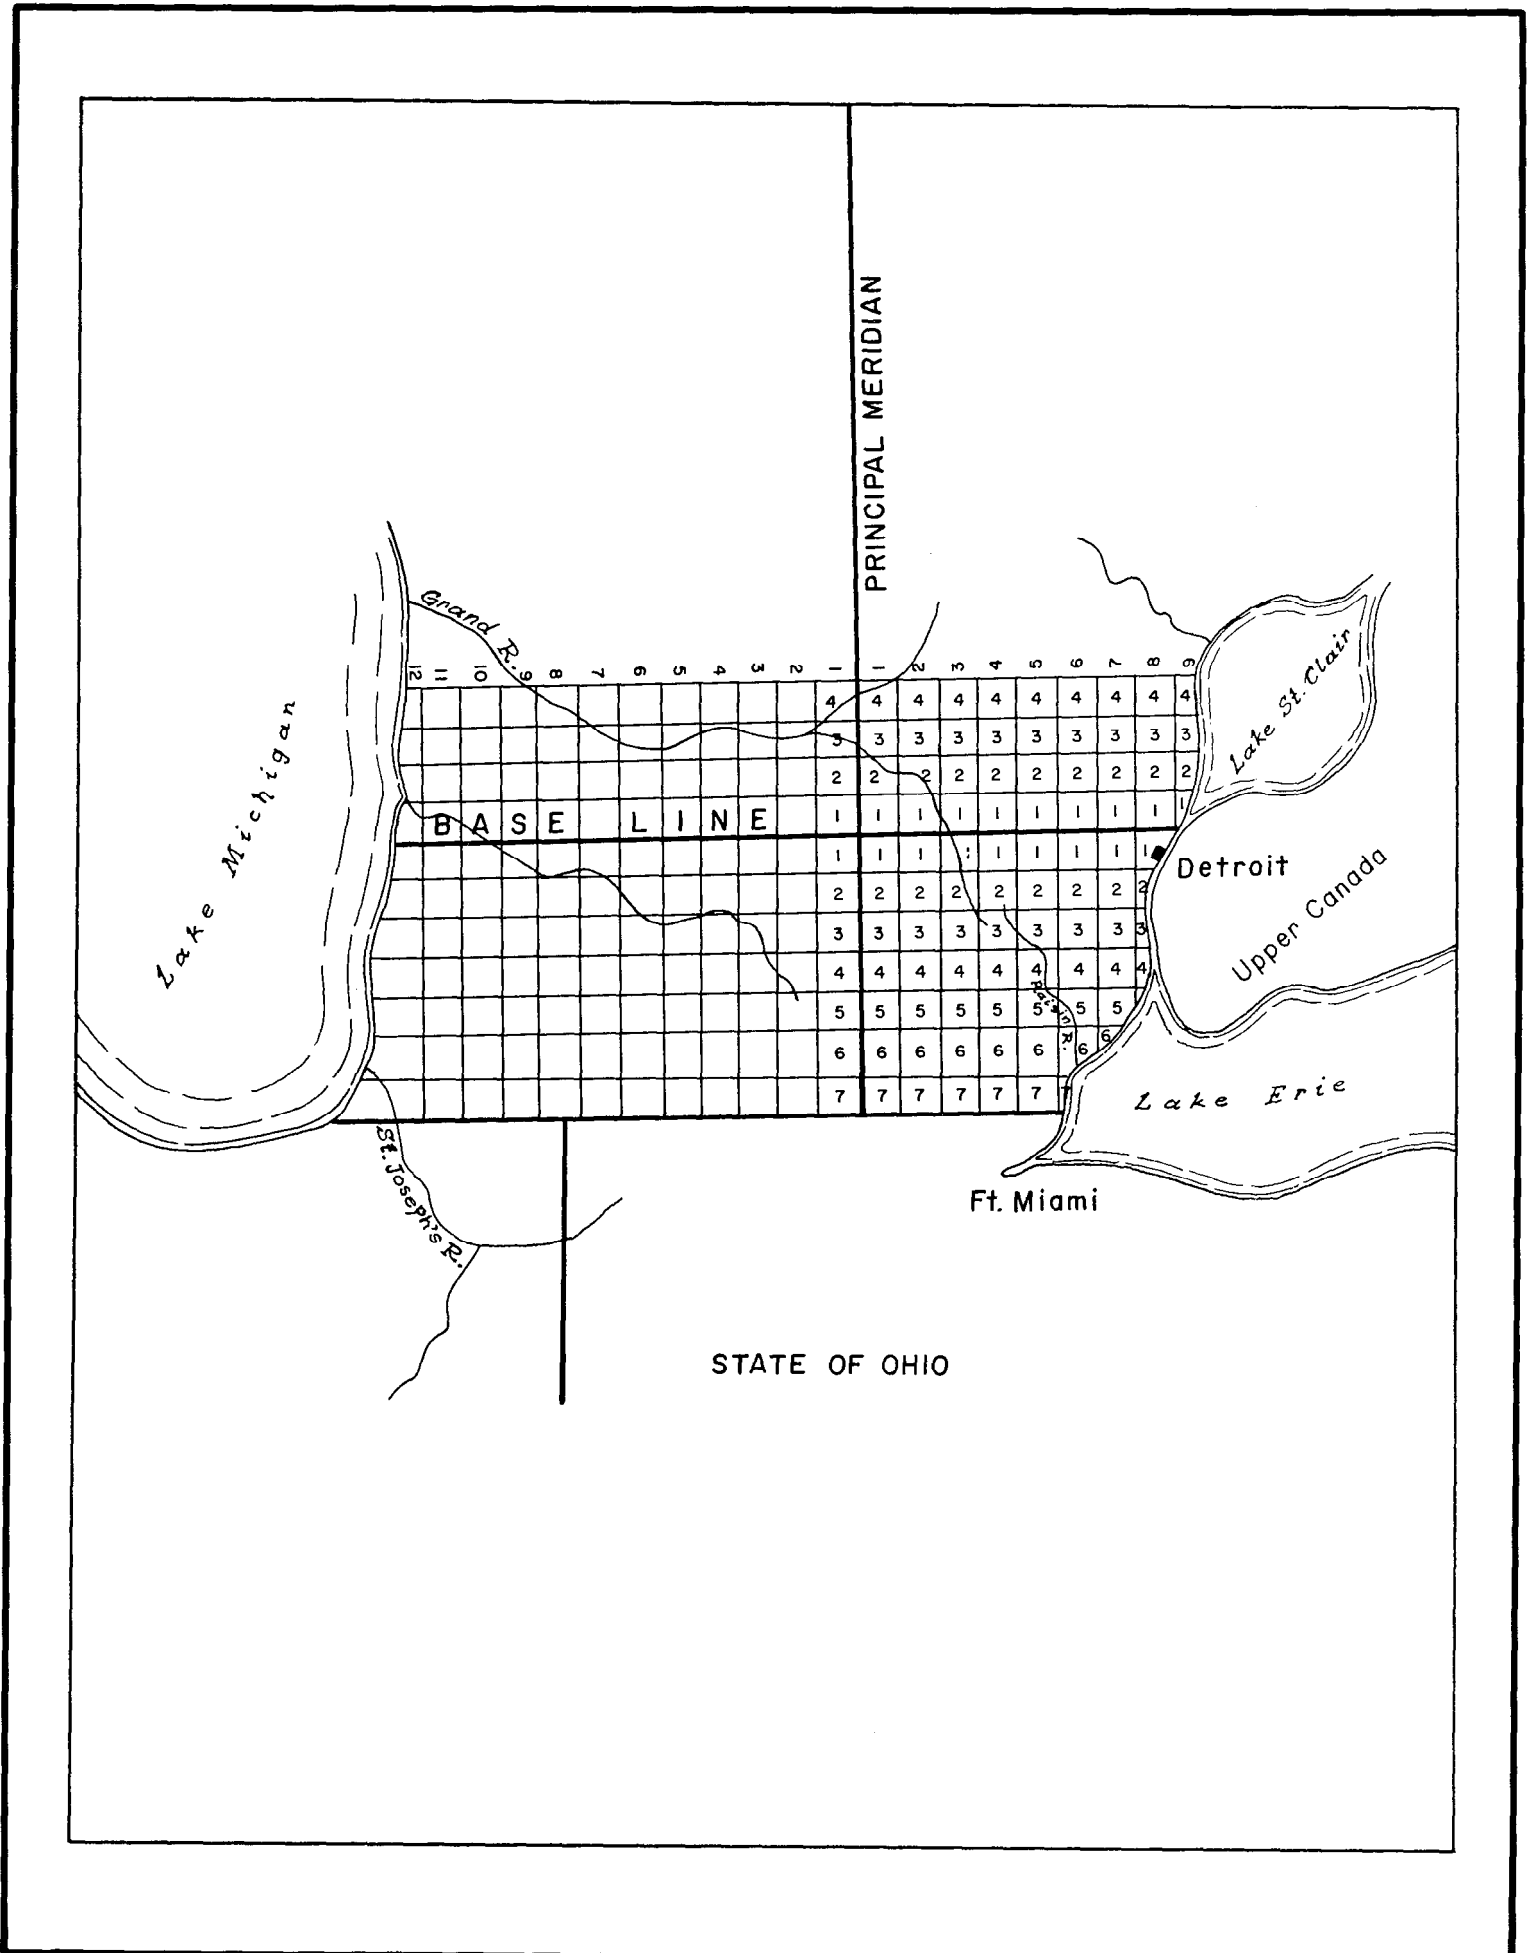 PRINCIPAL MERIDIAN
Grand R.
Lake St. Clair
Lake Michigan
12 11 10 9 8 7 6 5 4 3 2 1 1 2 3 4 5 6 7 8 9
4 4 4 4 4 4 4 4 4 4
3 3 3 3 3 3 3 3 3 3
2 2 2 2 2 2 2 2 2 2
BASE LINE 1 1 1 1 1 1 1 1 1 1
1 1 1 1 1 1 1 1 1 Detroit
2 2 2 2 2 2 2 2 2
3 3 3 3 3 3 3 3 3
Upper Canada
4 4 4 4 4 4 4 4 4
Raisin R.
5 5 5 5 5 5 5 5
6 6 6 6 6 6 6 6
7 7 7 7 7 7 7
Lake Erie
St. Joseph's R.
Ft. Miami
STATE OF OHIO